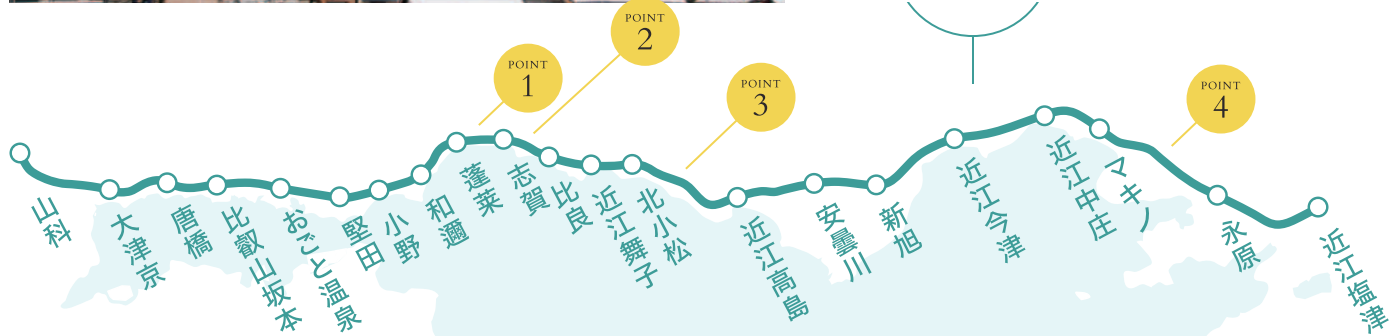 POINT
1
POINT
2
POINT
3
POINT
4
山科
大津京
唐橋
比叡山坂本
おごと温泉
堅田
小野
和邇
蓬莱
志賀
比良
近江舞子
北小松
近江高島
安曇川
新旭
近江今津
近江中庄
マキノ
永原
近江塩津